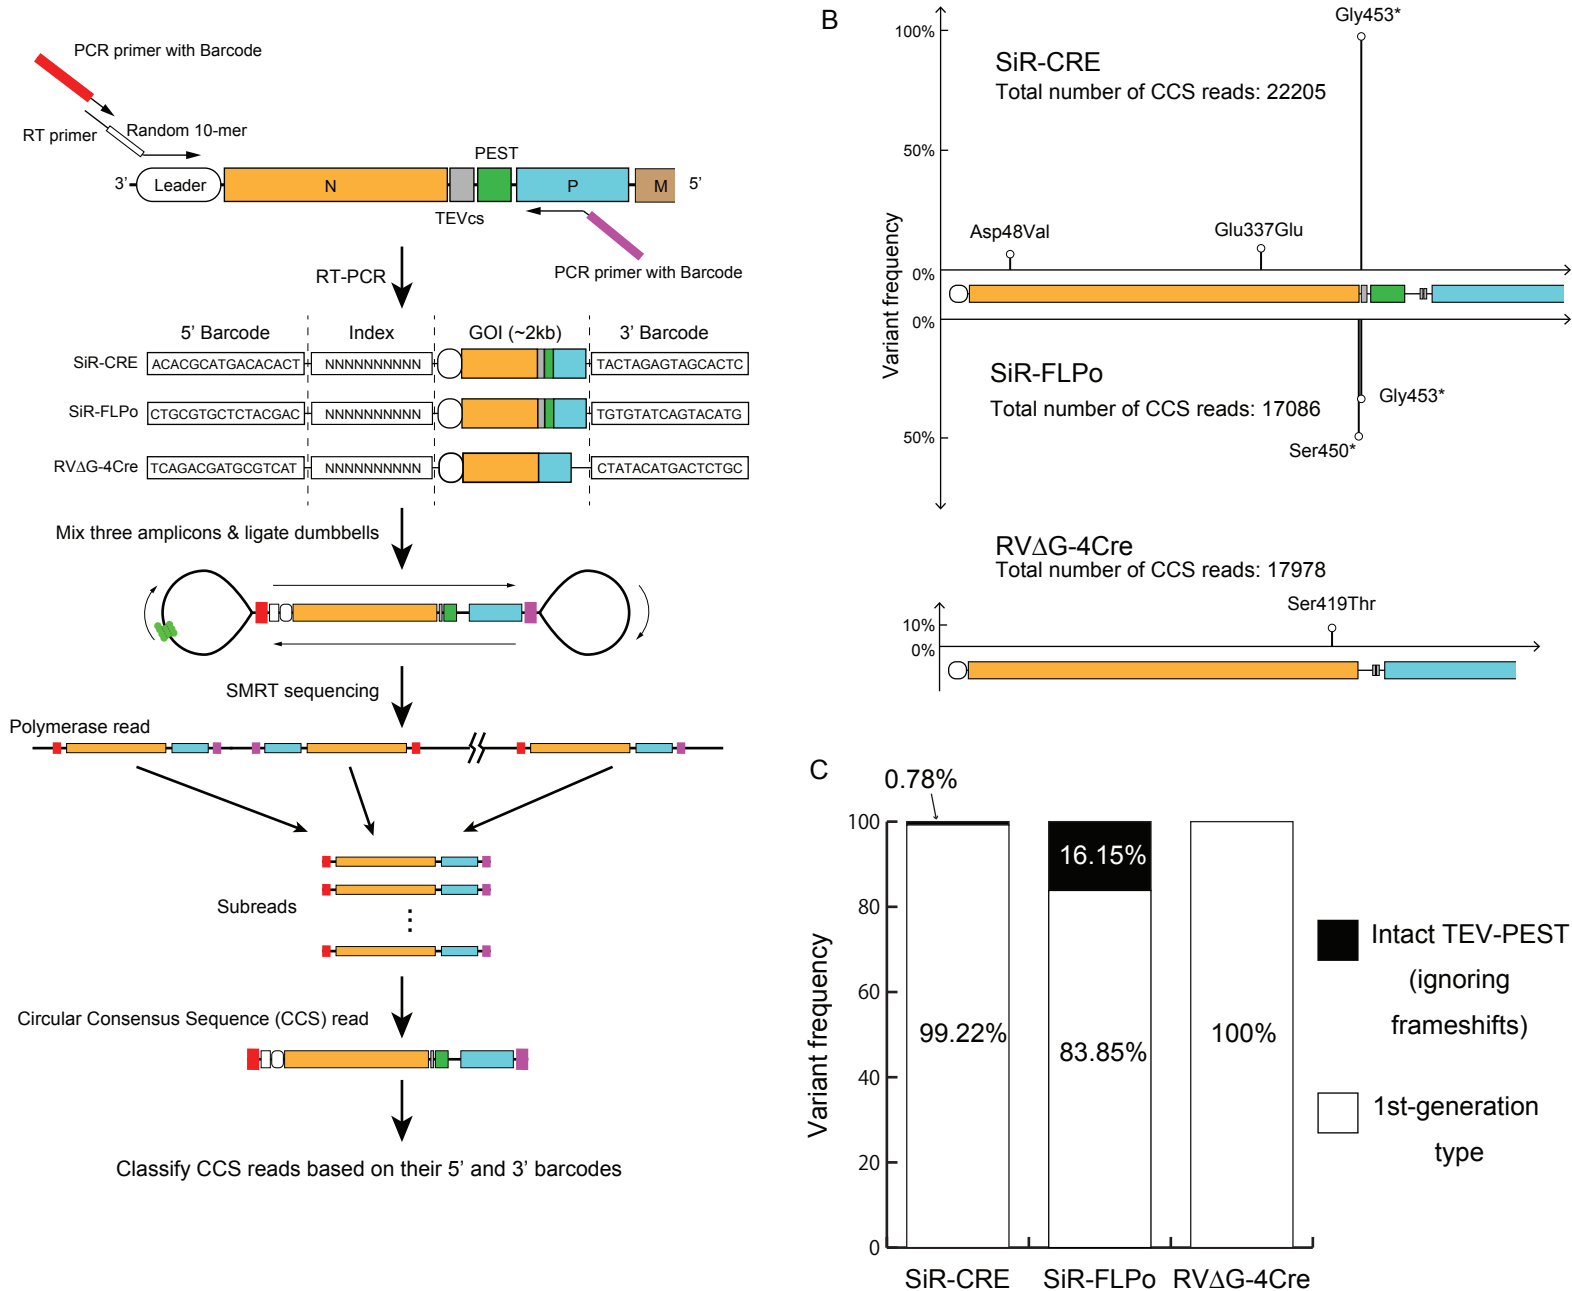 PCR primer with Barcode
RT primer
Random 10-mer
PEST
3’
Leader
N
P
M
5’
TEVcs
PCR primer with Barcode
RT-PCR
5’ Barcode
Index
GOI (~2kb)
3’ Barcode
SiR-CRE
ACACGCATGACACACT
NNNNNNNNNN
TACTAGAGTAGCACTC
SiR-FLPo
CTGCGTGCTCTACGAC
NNNNNNNNNN
TGTGTATCAGTACATG
RVΔG-4Cre
TCAGACGATGCGTCAT
NNNNNNNNNN
CTATACATGACTCTGC
Mix three amplicons & ligate dumbbells
SMRT sequencing
Polymerase read
Subreads
Circular Consensus Sequence (CCS) read
Classify CCS reads based on their 5’ and 3’ barcodes
B
Variant frequency
100%
50%
0%
0%
50%
SiR-CRE
Total number of CCS reads: 22205
Asp48Val
Glu337Glu
Gly453*
SiR-FLPo
Total number of CCS reads: 17086
Gly453*
Ser450*
RVΔG-4Cre
Total number of CCS reads: 17978
10%
0%
Ser419Thr
C
Variant frequency
100
80
60
40
20
0
0.78%
99.22%
16.15%
83.85%
100%
SiR-CRE
SiR-FLPo
RVΔG-4Cre
Intact TEV-PEST
(ignoring
frameshifts)
1st-generation
type